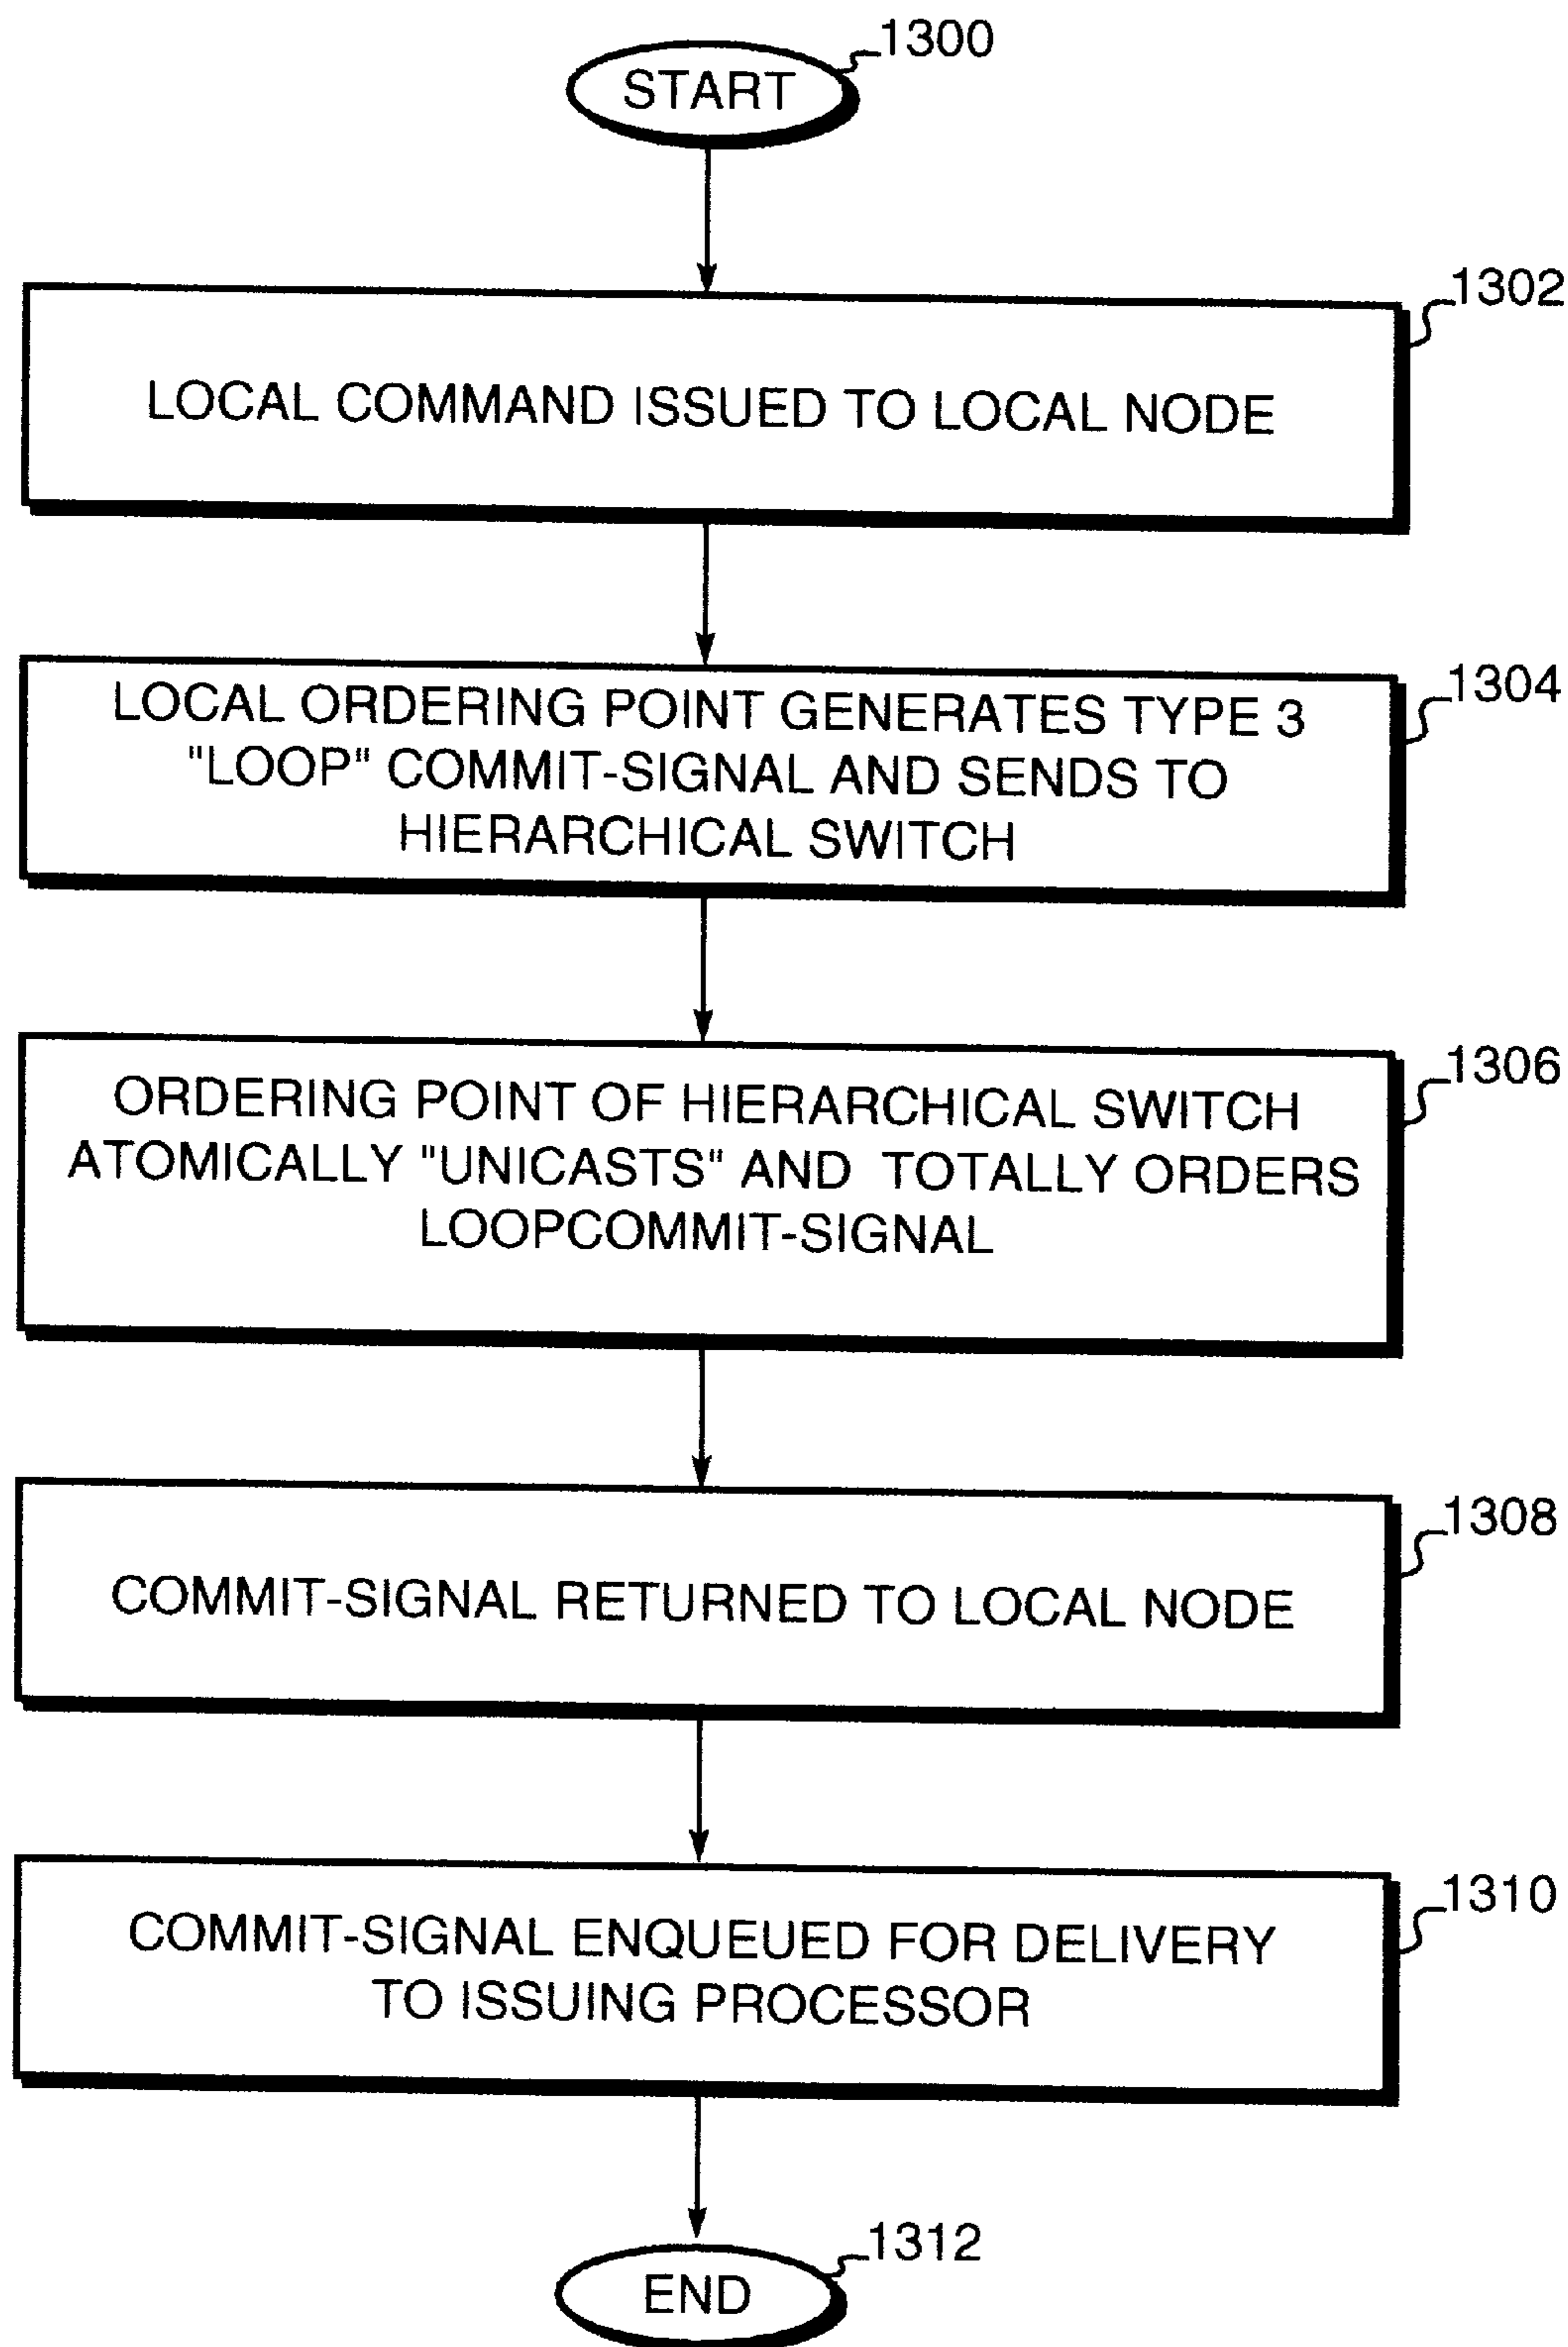 1300
START
1302
LOCAL COMMAND ISSUED TO LOCAL NODE
1304
LOCAL ORDERING POINT GENERATES TYPE 3
"LOOP" COMMIT-SIGNAL AND SENDS TO
HIERARCHICAL SWITCH
1306
ORDERING POINT OF HIERARCHICAL SWITCH
ATOMICALLY "UNICASTS" AND TOTALLY ORDERS
LOOPCOMMIT-SIGNAL
1308
COMMIT-SIGNAL RETURNED TO LOCAL NODE
1310
COMMIT-SIGNAL ENQUEUED FOR DELIVERY
TO ISSUING PROCESSOR
1312
END